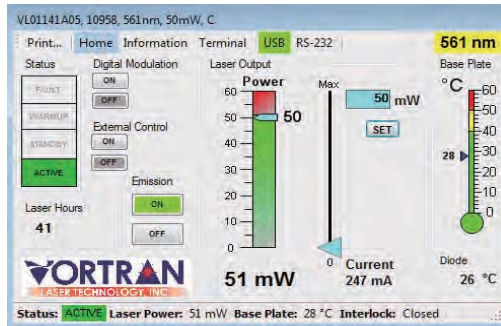 VL01141A05, 10958, 561nm, 50mW, C
Print... Home Information Terminal USB RS-232 561 nm
Status Digital Modulation Laser Output Base Plate
FAULT
WARMUP
STANDBY
ACTIVE
ON
OFF
External Control
ON
OFF
Emission
ON
OFF
Laser Hours
41
Power
60
50
40
30
20
10
0
50
51 mW
Max
0
50 mW
SET
Current
247 mA
°C
60
50
40
30
20
10
0
28
Diode
26 °C
VORTRAN
LASER TECHNOLOGY, INC
Status: ACTIVE Laser Power: 51 mW Base Plate: 28 °C Interlock: Closed